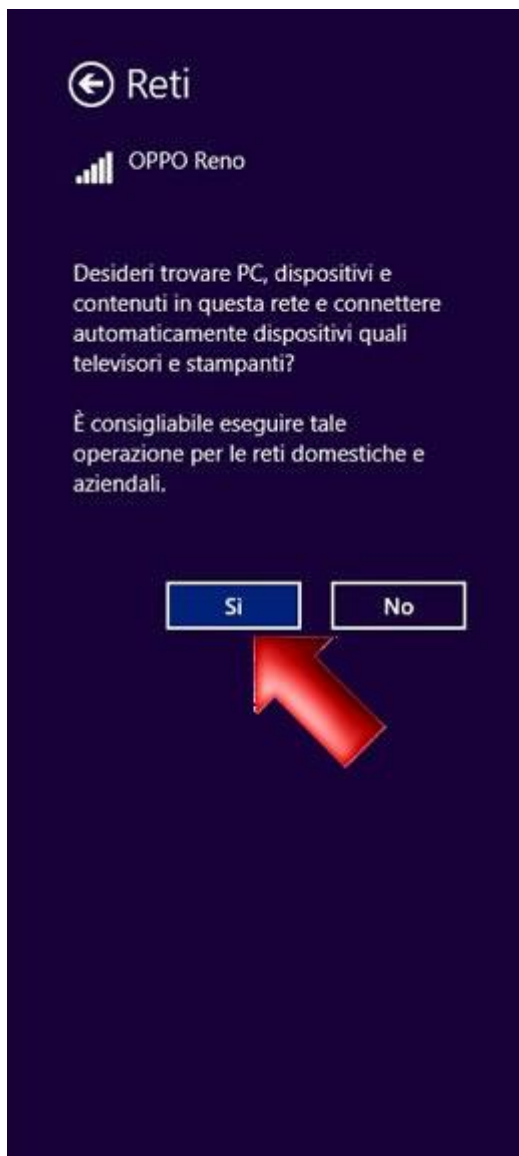 Reti
OPPO Reno
Desideri trovare PC, dispositivi e
contenuti in questa rete e connettere
automaticamente dispositivi quali
televisori e stampanti?
È consigliabile eseguire tale
operazione per le reti domestiche e
aziendali.
Sì No